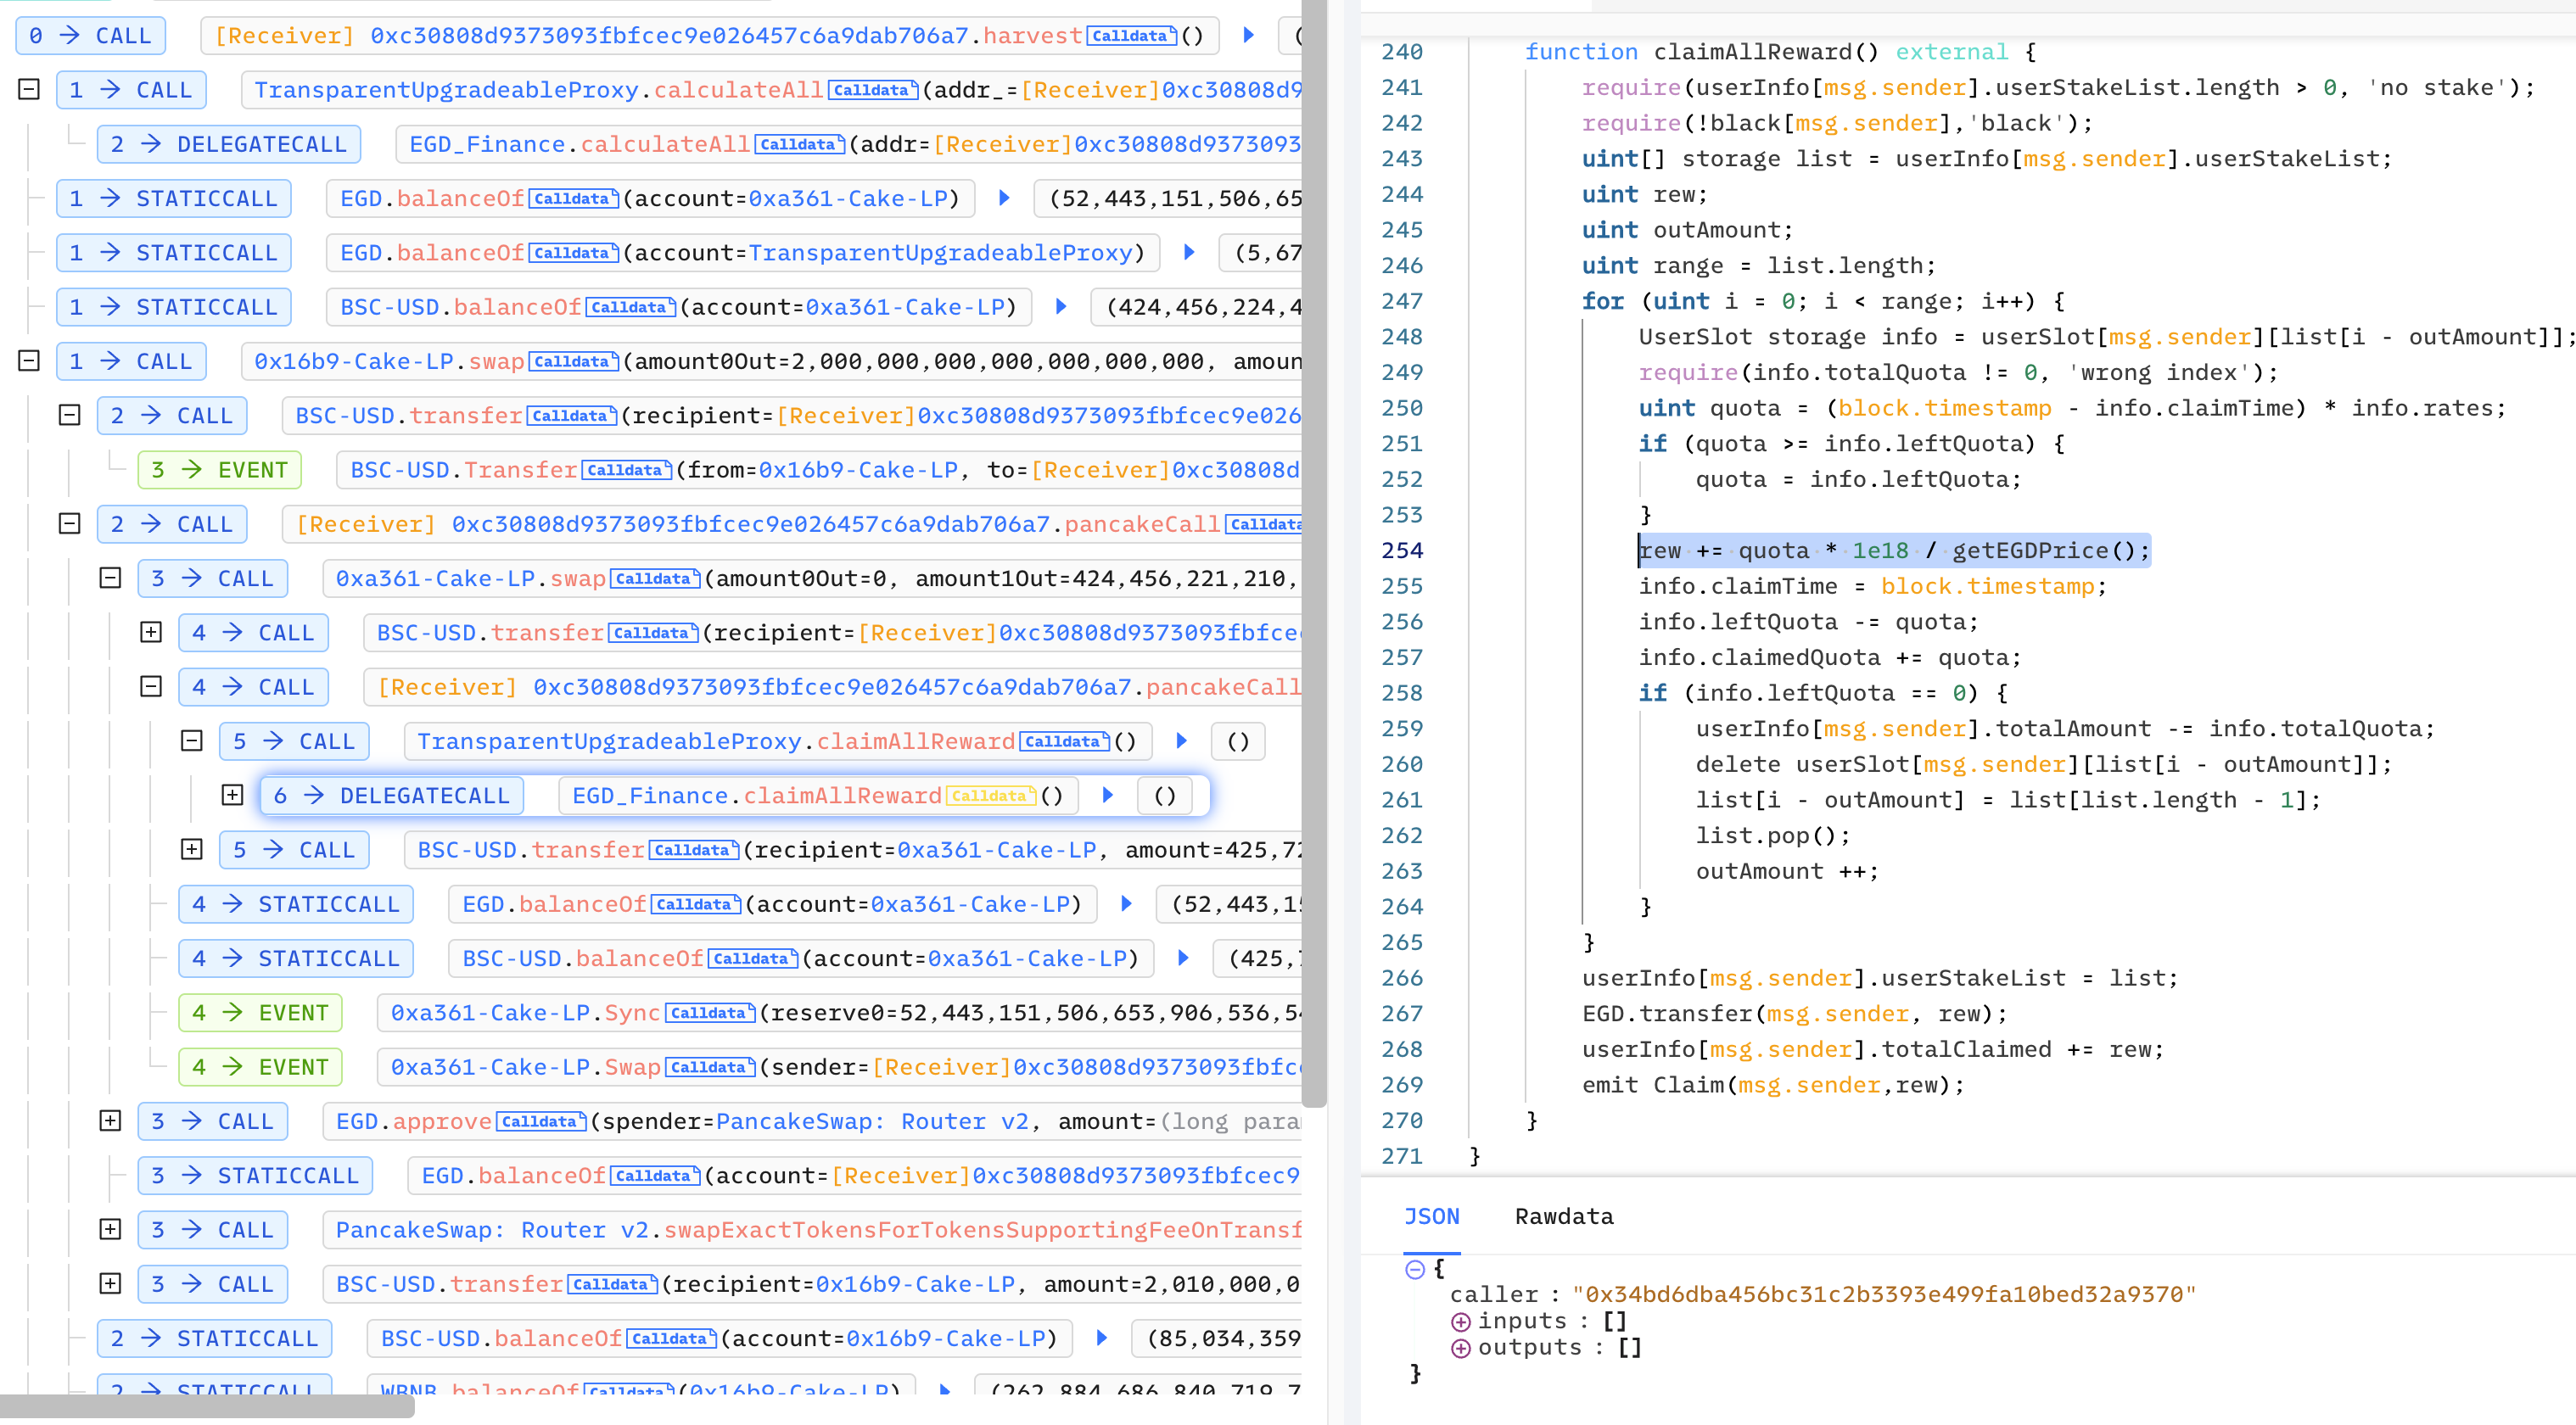 0 → CALL [Receiver] 0xc30808d9373093fbfcec9e026457c6a9dab706a7.harvest Calldata () (
1 → CALL TransparentUpgradeableProxy.calculateAll Calldata (addr_=[Receiver]0xc30808d9
2 → DELEGATECALL EGD_Finance.calculateAll Calldata (addr=[Receiver]0xc30808d9373093
1 → STATICCALL EGD.balanceOf Calldata (account=0xa361-Cake-LP) (52,443,151,506,65
1 → STATICCALL EGD.balanceOf Calldata (account=TransparentUpgradeableProxy) (5,67
1 → STATICCALL BSC-USD.balanceOf Calldata (account=0xa361-Cake-LP) (424,456,224,4
1 → CALL 0x16b9-Cake-LP.swap Calldata (amount0Out=2,000,000,000,000,000,000,000, amoun
2 → CALL BSC-USD.transfer Calldata (recipient=[Receiver]0xc30808d9373093fbfcec9e026
3 → EVENT BSC-USD.Transfer Calldata (from=0x16b9-Cake-LP, to=[Receiver]0xc30808d
2 → CALL [Receiver] 0xc30808d9373093fbfcec9e026457c6a9dab706a7.pancakeCall Calldata
3 → CALL 0xa361-Cake-LP.swap Calldata (amount0Out=0, amount1Out=424,456,221,210,
4 → CALL BSC-USD.transfer Calldata (recipient=[Receiver]0xc30808d9373093fbfce
4 → CALL [Receiver] 0xc30808d9373093fbfcec9e026457c6a9dab706a7.pancakeCall
5 → CALL TransparentUpgradeableProxy.claimAllReward Calldata () ()
6 → DELEGATECALL EGD_Finance.claimAllReward Calldata () ()
5 → CALL BSC-USD.transfer Calldata (recipient=0xa361-Cake-LP, amount=425,72
4 → STATICCALL EGD.balanceOf Calldata (account=0xa361-Cake-LP) (52,443,15
4 → STATICCALL BSC-USD.balanceOf Calldata (account=0xa361-Cake-LP) (425,7
4 → EVENT 0xa361-Cake-LP.Sync Calldata (reserve0=52,443,151,506,653,906,536,54
4 → EVENT 0xa361-Cake-LP.Swap Calldata (sender=[Receiver]0xc30808d9373093fbfc
3 → CALL EGD.approve Calldata (spender=PancakeSwap: Router v2, amount=(long para
3 → STATICCALL EGD.balanceOf Calldata (account=[Receiver]0xc30808d9373093fbfcec9
3 → CALL PancakeSwap: Router v2.swapExactTokensForTokensSupportingFeeOnTransf
3 → CALL BSC-USD.transfer Calldata (recipient=0x16b9-Cake-LP, amount=2,010,000,0
2 → STATICCALL BSC-USD.balanceOf Calldata (account=0x16b9-Cake-LP) (85,034,359
2 → STATICCALL WBNB.balanceOf Calldata (0x16b9-Cake-LP) (262,884,686,840,719,7
240 function claimAllReward() external {
241 require(userInfo[msg.sender].userStakeList.length > 0, 'no stake');
242 require(!black[msg.sender],'black');
243 uint[] storage list = userInfo[msg.sender].userStakeList;
244 uint rew;
245 uint outAmount;
246 uint range = list.length;
247 for (uint i = 0; i < range; i++) {
248 UserSlot storage info = userSlot[msg.sender][list[i - outAmount]];
249 require(info.totalQuota != 0, 'wrong index');
250 uint quota = (block.timestamp - info.claimTime) * info.rates;
251 if (quota >= info.leftQuota) {
252 quota = info.leftQuota;
253 }
254 rew += quota * 1e18 / getEGDPrice();
255 info.claimTime = block.timestamp;
256 info.leftQuota -= quota;
257 info.claimedQuota += quota;
258 if (info.leftQuota == 0) {
259 userInfo[msg.sender].totalAmount -= info.totalQuota;
260 delete userSlot[msg.sender][list[i - outAmount]];
261 list[i - outAmount] = list[list.length - 1];
262 list.pop();
263 outAmount ++;
264 }
265 }
266 userInfo[msg.sender].userStakeList = list;
267 EGD.transfer(msg.sender, rew);
268 userInfo[msg.sender].totalClaimed += rew;
269 emit Claim(msg.sender,rew);
270 }
271 }
JSON Rawdata
{
caller : "0x34bd6dba456bc31c2b3393e499fa10bed32a9370"
inputs : []
outputs : []
}